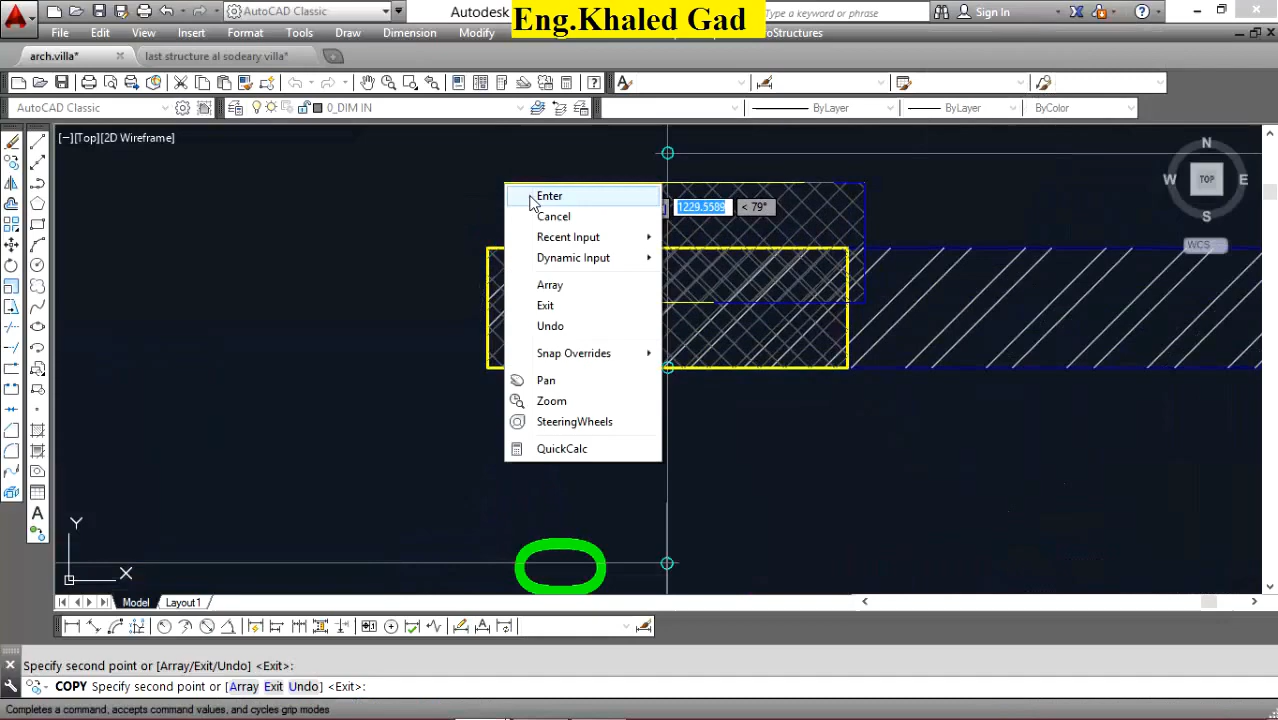 AutoCAD Classic
Autodesk
Eng.Khaled Gad
Type a keyword or phrase
Sign In
File Edit View Insert Format Tools Draw Dimension Modify
oStructures
arch.villa*
last structure al sodeary villa*
AutoCAD Classic
0_DIM IN
ByLayer
ByLayer
ByColor
[−][Top][2D Wireframe]
N
W TOP E
S
WCS
1229.5589 < 79°
Enter
Cancel
Recent Input
Dynamic Input
Array
Exit
Undo
Snap Overrides
Pan
Zoom
SteeringWheels
QuickCalc
Y
X
Model Layout1
Specify second point or [Array/Exit/Undo] <Exit>:
COPY Specify second point or [Array Exit Undo] <Exit>:
Completes a command, accepts command values, and cycles grip modes